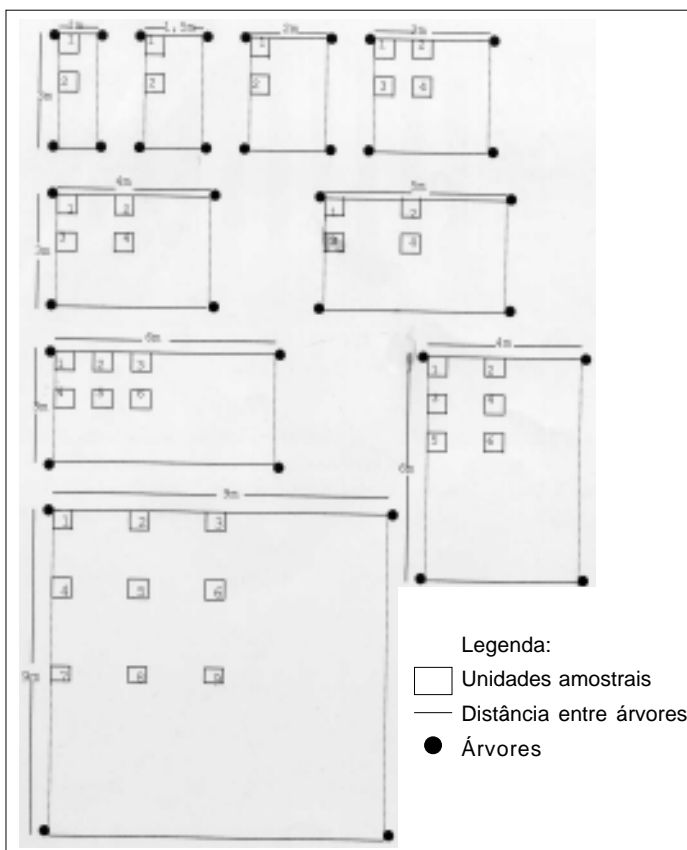 1m 1,5m 2m 3m
1 1 1 1 2
2 2 2 3 4
3m
4m 5m
1 2 1 2
3 4 4
3m
6m 4m
1 2 3 1 2
4 5 6 3 4
3m 5 6
6m
9m
1 2 3
4 5 6
9m 7 8 9
Legenda:
Unidades amostrais
Distância entre árvores
Árvores